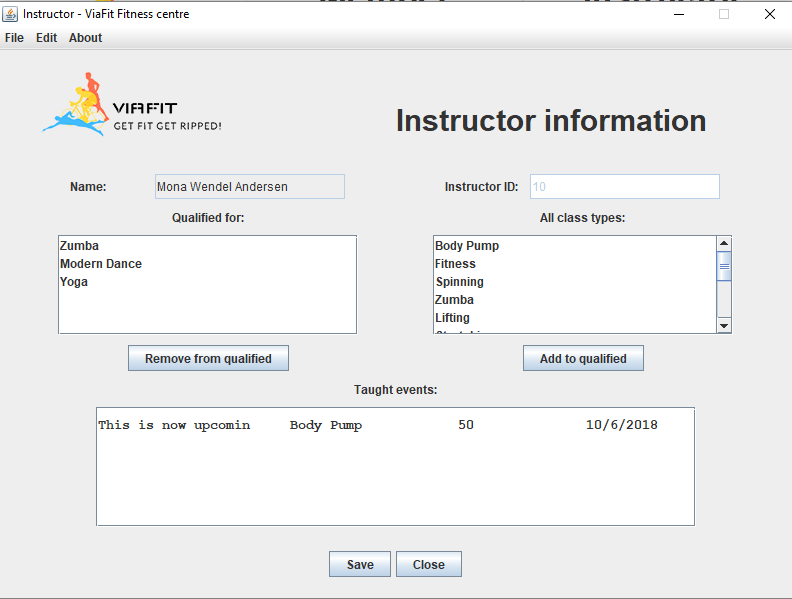 Instructor - ViaFit Fitness centre
File Edit About
VIAFIT
GET FIT GET RIPPED!
Instructor information
Name: Mona Wendel Andersen Instructor ID: 10
Qualified for: All class types:
Zumba
Modern Dance
Yoga
Body Pump
Fitness
Spinning
Zumba
Lifting
Remove from qualified Add to qualified
Taught events:
This is now upcomin Body Pump 50 10/6/2018
Save Close